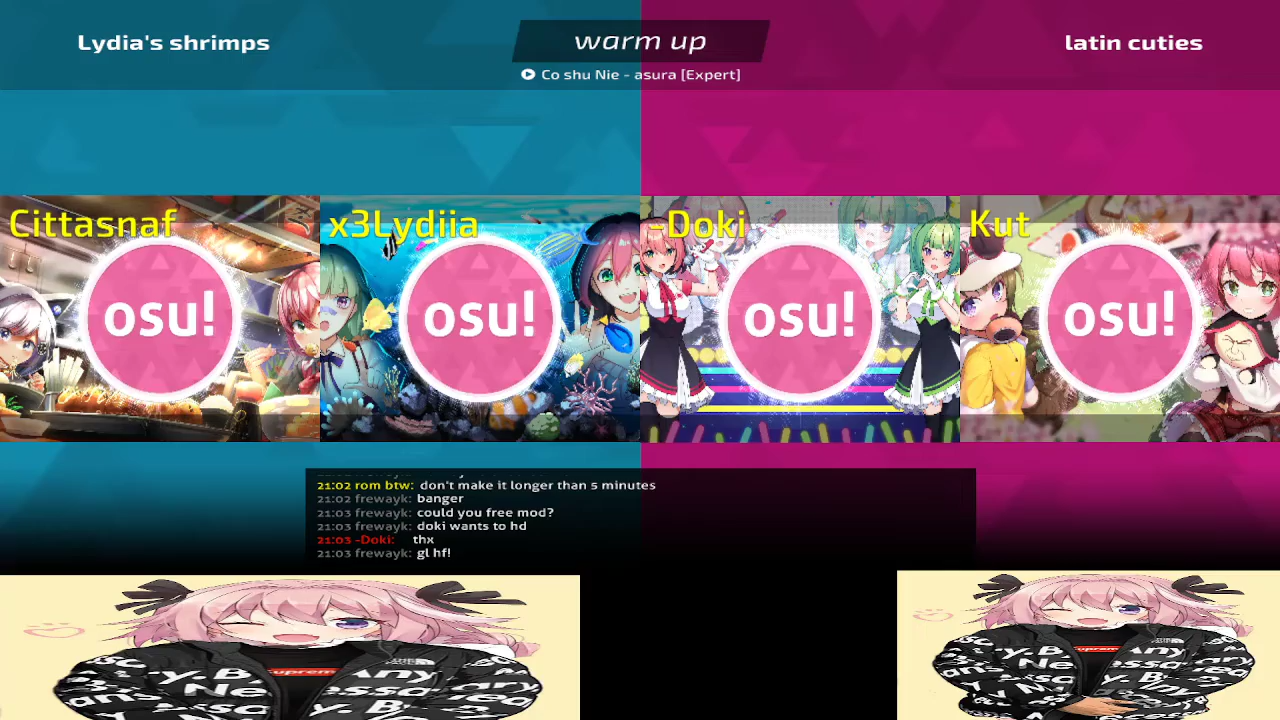 Lydia's shrimps
warm up
latin cuties
Co shu Nie - asura [Expert]
Cittasnaf
x3Lydiia
-Doki
Kut
osu!
osu!
osu!
osu!
21:02 rom btw: don't make it longer than 5 minutes
21:02 frewayk: banger
21:03 frewayk: could you free mod?
21:03 frewayk: doki wants to hd
21:03 -Doki: thx
21:03 frewayk: gl hf!